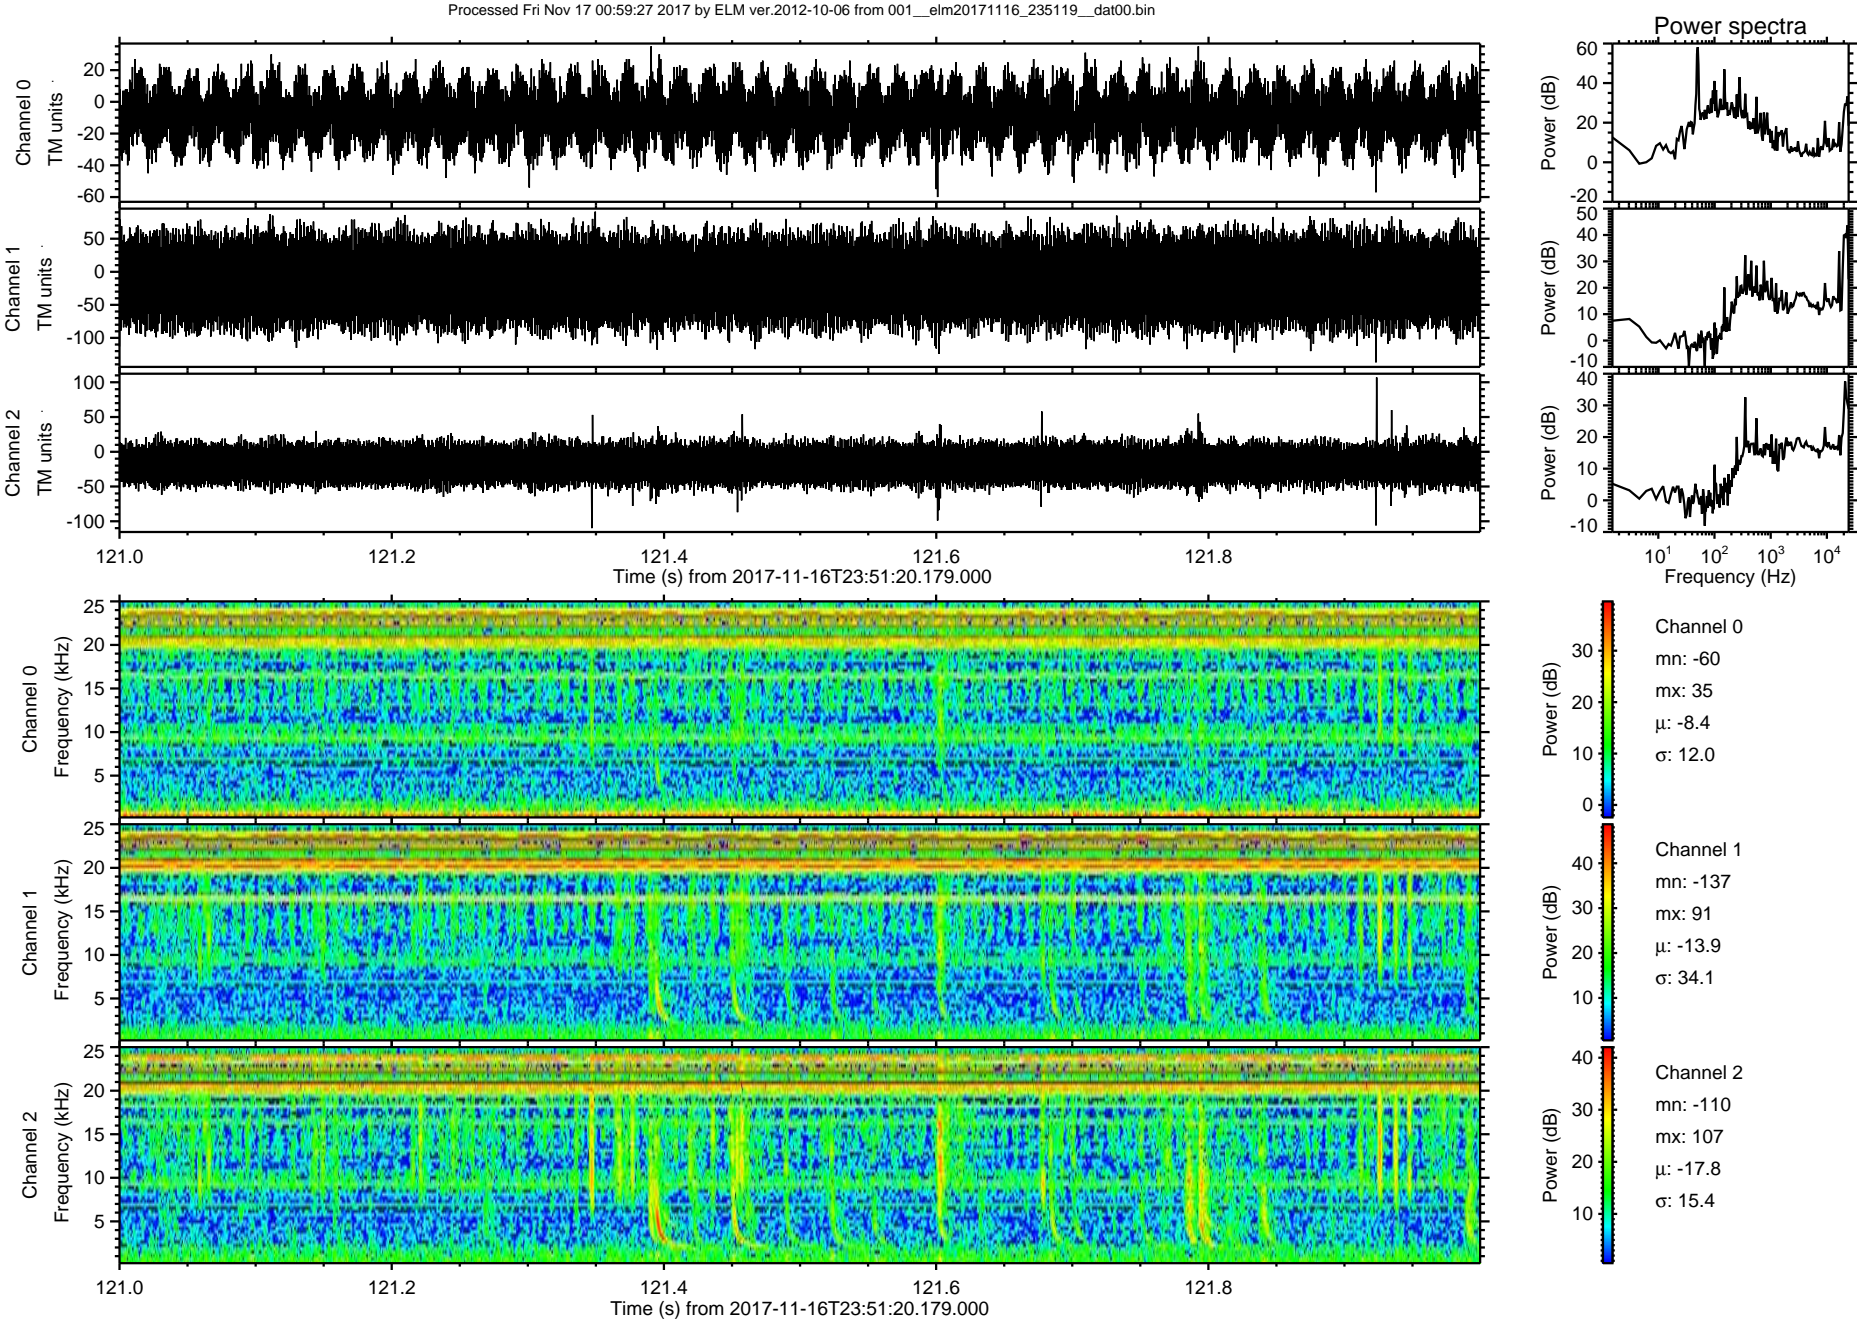 Processed Fri Nov 17 00:59:27 2017 by ELM ver.2012-10-06 from 001__elm20171116_235119__dat00.bin
Power spectra
Channel 0
TM units
20
0
-20
-40
-60
Power (dB)
60
40
20
0
-20
Channel 1
TM units
50
0
-50
-100
Power (dB)
50
40
30
20
10
0
-10
Channel 2
TM units
100
50
0
-50
-100
Power (dB)
40
30
20
10
0
-10
121.0 121.2 121.4 121.6 121.8
Time (s) from 2017-11-16T23:51:20.179.000
10¹ 10² 10³ 10⁴
Frequency (Hz)
Channel 0
Frequency (kHz)
25
20
15
10
5
Power (dB)
30
20
10
0
Channel 0
mn: -60
mx: 35
μ: -8.4
σ: 12.0
Channel 1
Frequency (kHz)
25
20
15
10
5
Power (dB)
40
30
20
10
Channel 1
mn: -137
mx: 91
μ: -13.9
σ: 34.1
Channel 2
Frequency (kHz)
25
20
15
10
5
Power (dB)
40
30
20
10
Channel 2
mn: -110
mx: 107
μ: -17.8
σ: 15.4
121.0 121.2 121.4 121.6 121.8
Time (s) from 2017-11-16T23:51:20.179.000